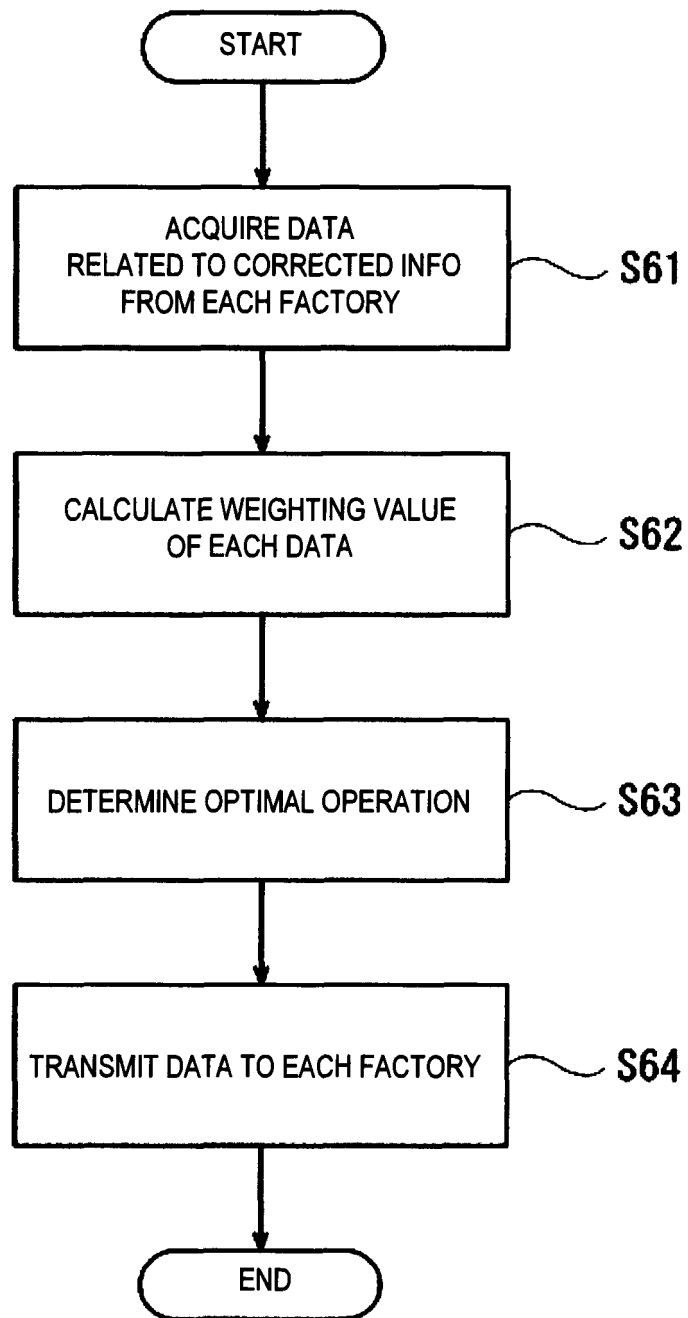 START
ACQUIRE DATA
RELATED TO CORRECTED INFO
FROM EACH FACTORY
S61
CALCULATE WEIGHTING VALUE
OF EACH DATA
S62
DETERMINE OPTIMAL OPERATION
S63
TRANSMIT DATA TO EACH FACTORY
S64
END